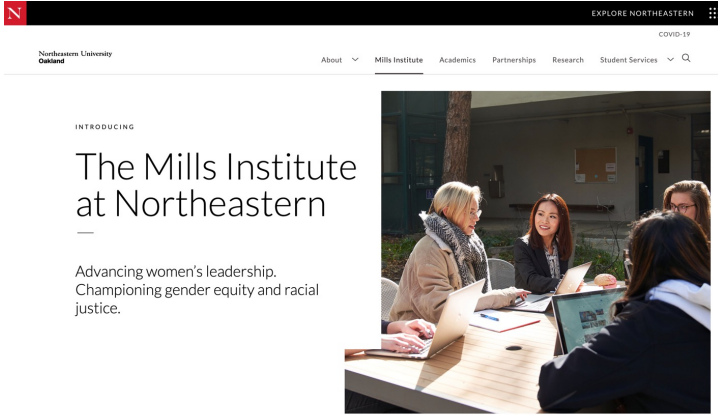 N
EXPLORE NORTHEASTERN
COVID-19
Northeastern University
Oakland
About
Mills Institute
Academics
Partnerships
Research
Student Services
INTRODUCING
The Mills Institute
at Northeastern
Advancing women’s leadership.
Championing gender equity and racial
justice.